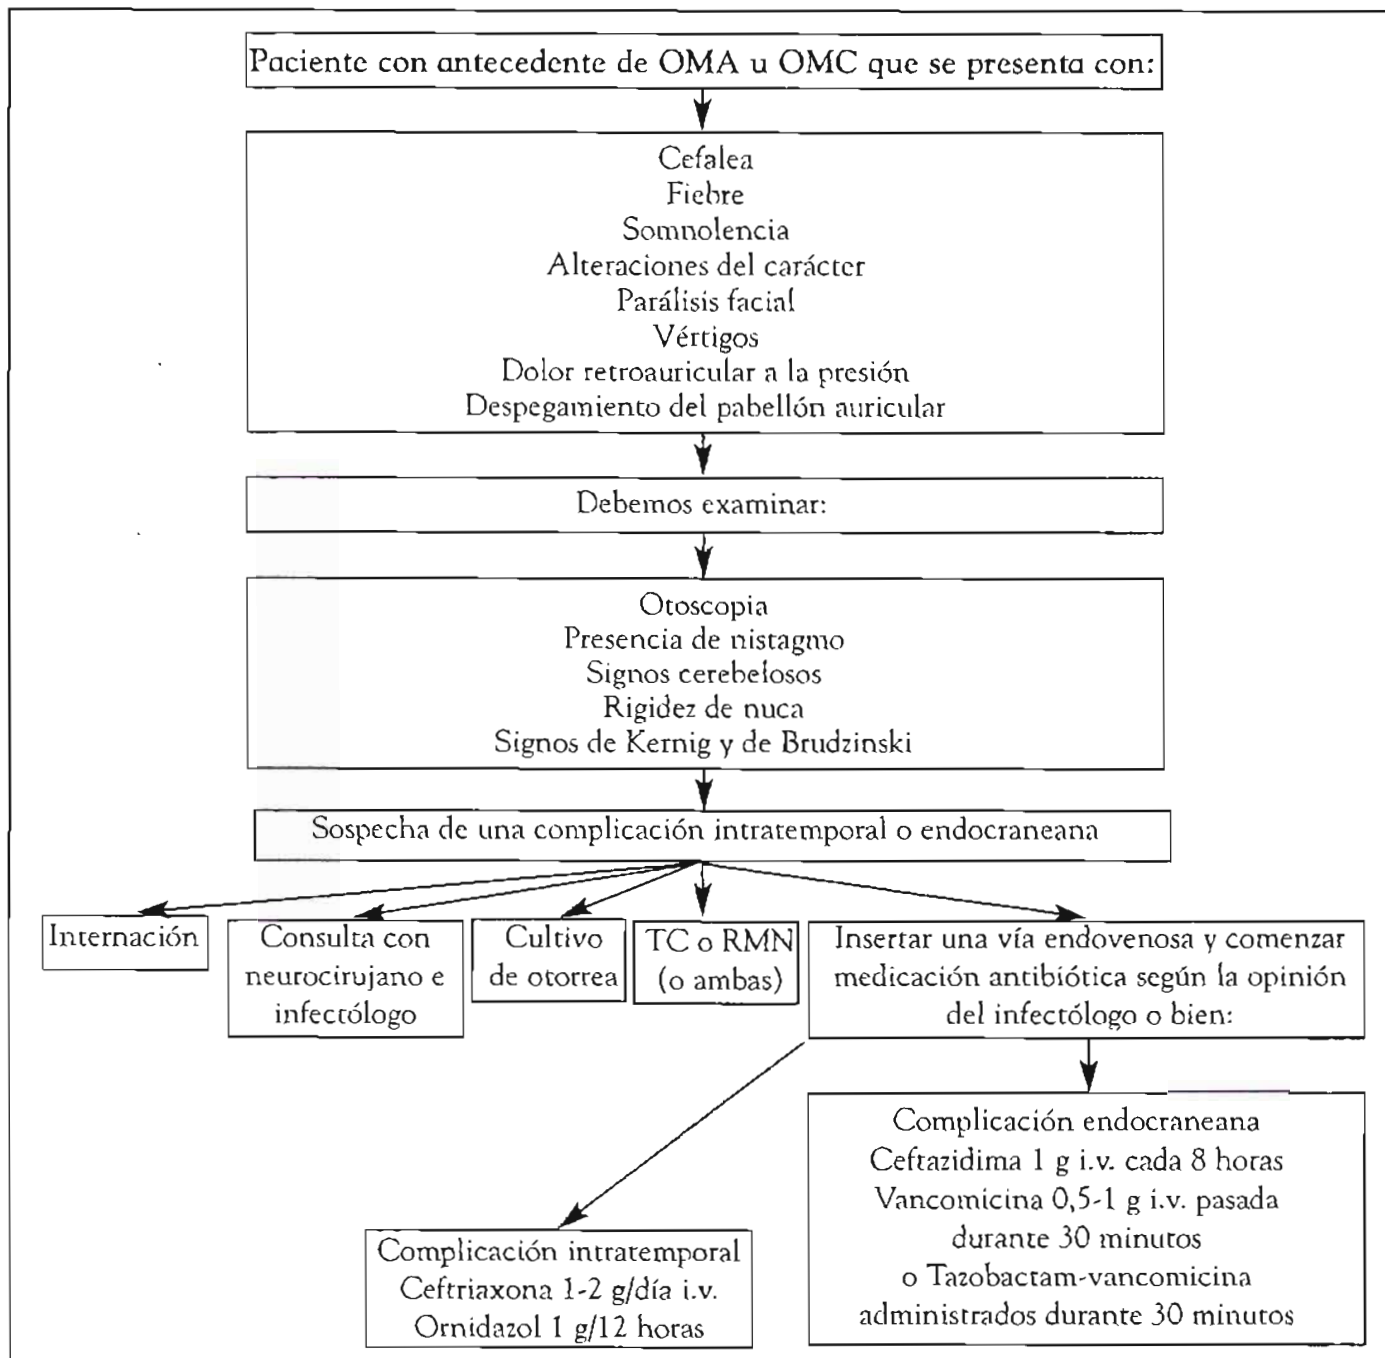 Paciente con antecedente de OMA u OMC que se presenta con:
Cefalea
Fiebre
Somnolencia
Alteraciones del carácter
Parálisis facial
Vértigos
Dolor retroauricular a la presión
Despegamiento del pabellón auricular
Debemos examinar:
Otoscopia
Presencia de nistagmo
Signos cerebelosos
Rigidez de nuca
Signos de Kernig y de Brudzinski
Sospecha de una complicación intratemporal o endocraneana
Internación
Consulta con
neurocirujano e
infectólogo
Cultivo
de otorrea
TC o RMN
(o ambas)
Insertar una vía endovenosa y comenzar
medicación antibiótica según la opinión
del infectólogo o bien:
Complicación intratemporal
Ceftriaxona 1-2 g/día i.v.
Ornidazol 1 g/12 horas
Complicación endocraneana
Ceftazidima 1 g i.v. cada 8 horas
Vancomicina 0,5-1 g i.v. pasada
durante 30 minutos
o Tazobactam-vancomicina
administrados durante 30 minutos